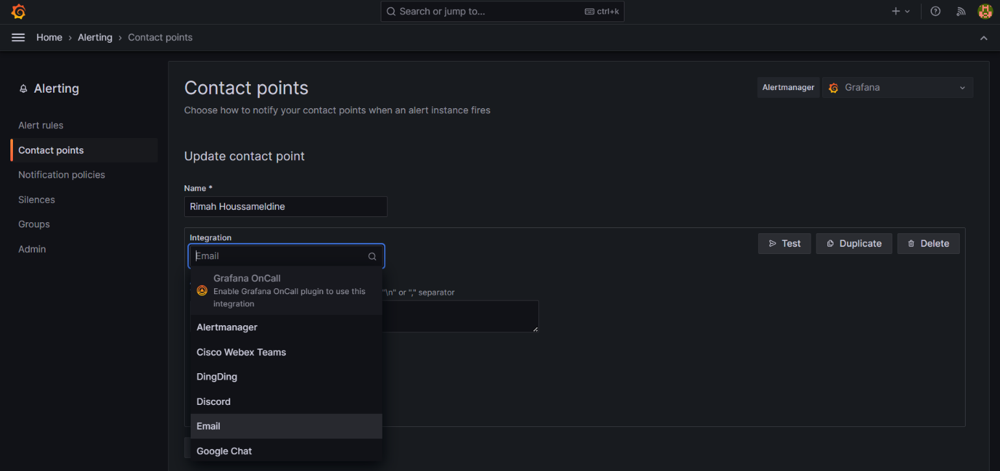 Search or jump to...
ctrl+k
Home › Alerting › Contact points
Alerting
Alert rules
Contact points
Notification policies
Silences
Groups
Admin
Contact points
Choose how to notify your contact points when an alert instance fires
Alertmanager
Grafana
Update contact point
Name *
Rimah Houssameldine
Integration
Email
Test
Duplicate
Delete
Grafana OnCall
Enable Grafana OnCall plugin to use this
integration
"\n" or "," separator
Alertmanager
Cisco Webex Teams
DingDing
Discord
Email
Google Chat